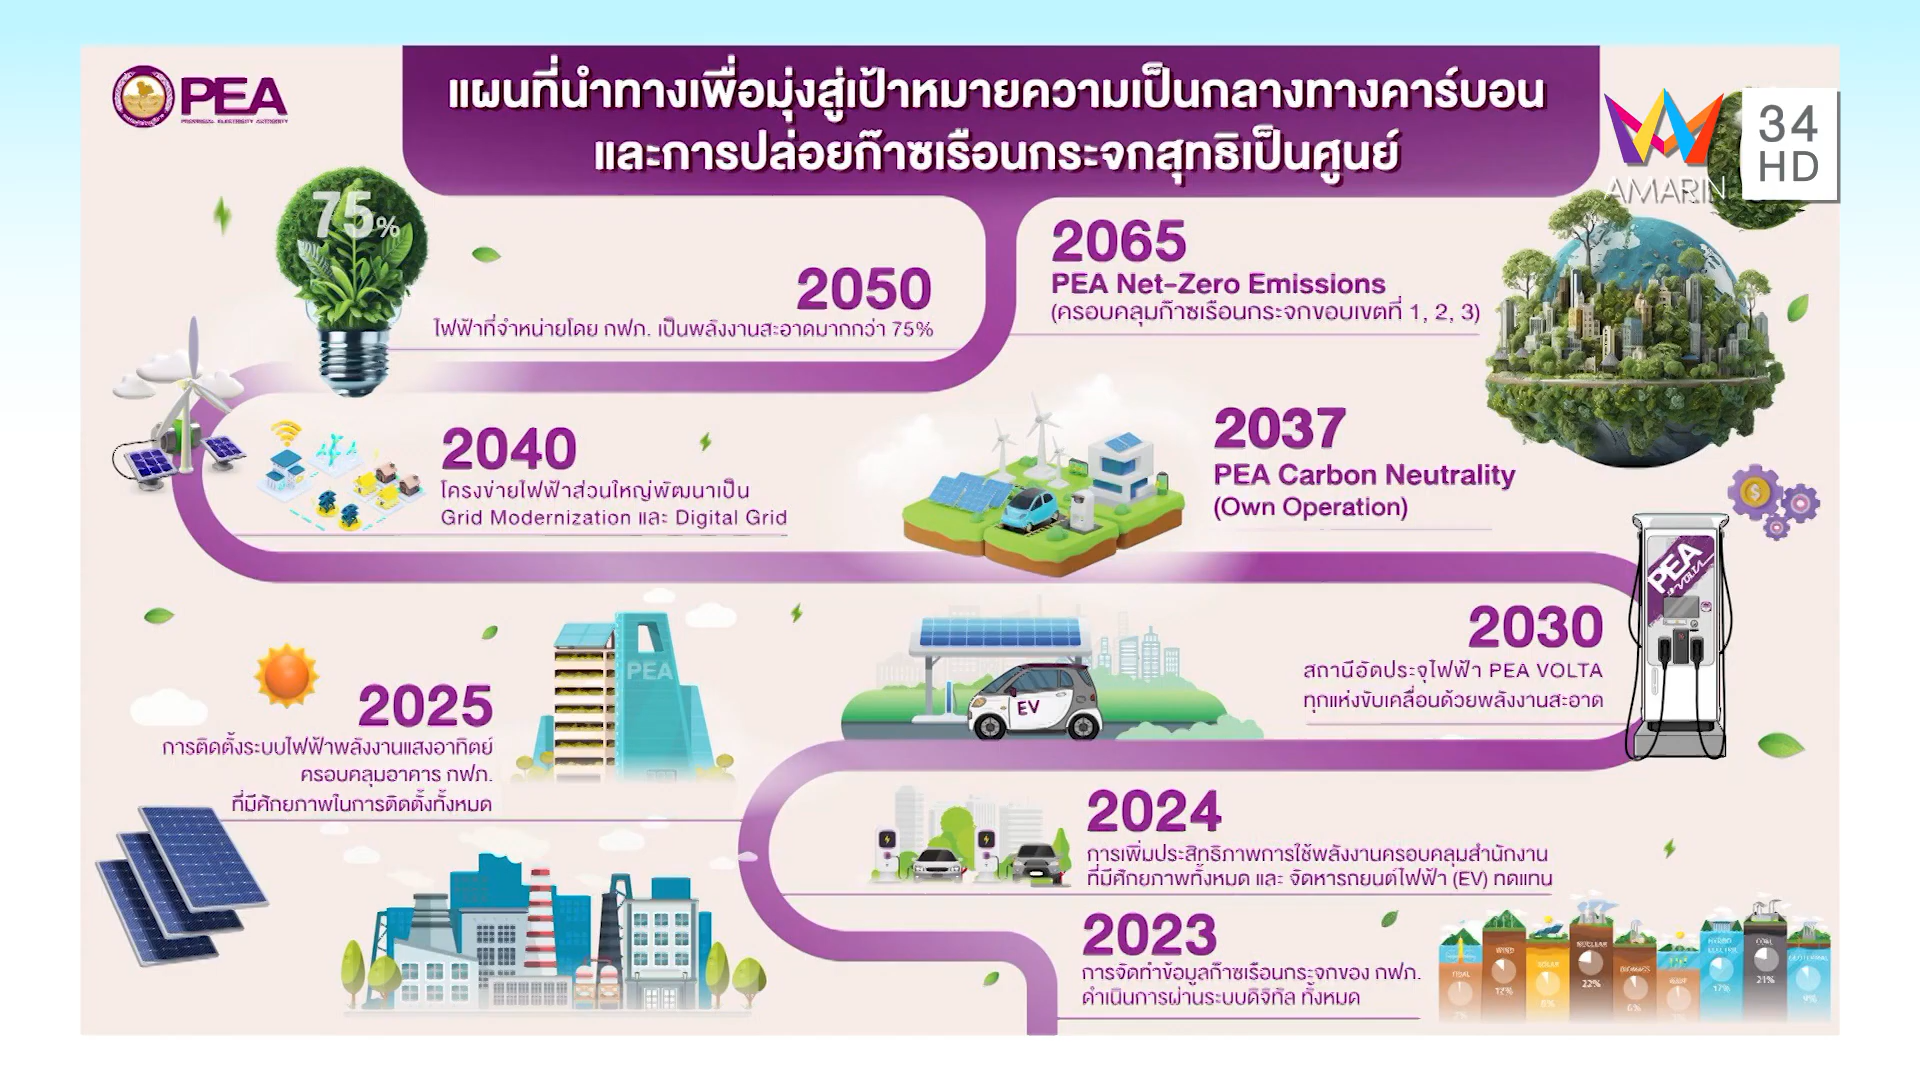 PEA
PROVINCIAL ELECTRICITY AUTHORITY
แผนที่นำทางเพื่อมุ่งสู่เป้าหมายความเป็นกลางทางคาร์บอน
และการปล่อยก๊าซเรือนกระจกสุทธิเป็นศูนย์
AMARIN
34
HD
75%
2050
ไฟฟ้าที่จำหน่ายโดย กฟภ. เป็นพลังงานสะอาดมากกว่า 75%
2065
PEA Net-Zero Emissions
(ครอบคลุมก๊าซเรือนกระจกขอบเขตที่ 1, 2, 3)
2040
โครงข่ายไฟฟ้าส่วนใหญ่พัฒนาเป็น
Grid Modernization และ Digital Grid
2037
PEA Carbon Neutrality
(Own Operation)
PEA
VOLTA
2030
สถานีอัดประจุไฟฟ้า PEA VOLTA
ทุกแห่งขับเคลื่อนด้วยพลังงานสะอาด
EV
PEA
2025
การติดตั้งระบบไฟฟ้าพลังงานแสงอาทิตย์
ครอบคลุมอาคาร กฟภ.
ที่มีศักยภาพในการติดตั้งทั้งหมด
2024
การเพิ่มประสิทธิภาพการใช้พลังงานครอบคลุมสำนักงาน
ที่มีศักยภาพทั้งหมด และ จัดหารถยนต์ไฟฟ้า (EV) ทดแทน
2023
การจัดทำข้อมูลก๊าซเรือนกระจกของ กฟภ.
ดำเนินการผ่านระบบดิจิทัล ทั้งหมด
TIDAL
WIND
12%
SOLAR
NUCLEAR
22%
BIOMASS
6%
17%
COAL
21%
GEOTHERMAL
9%